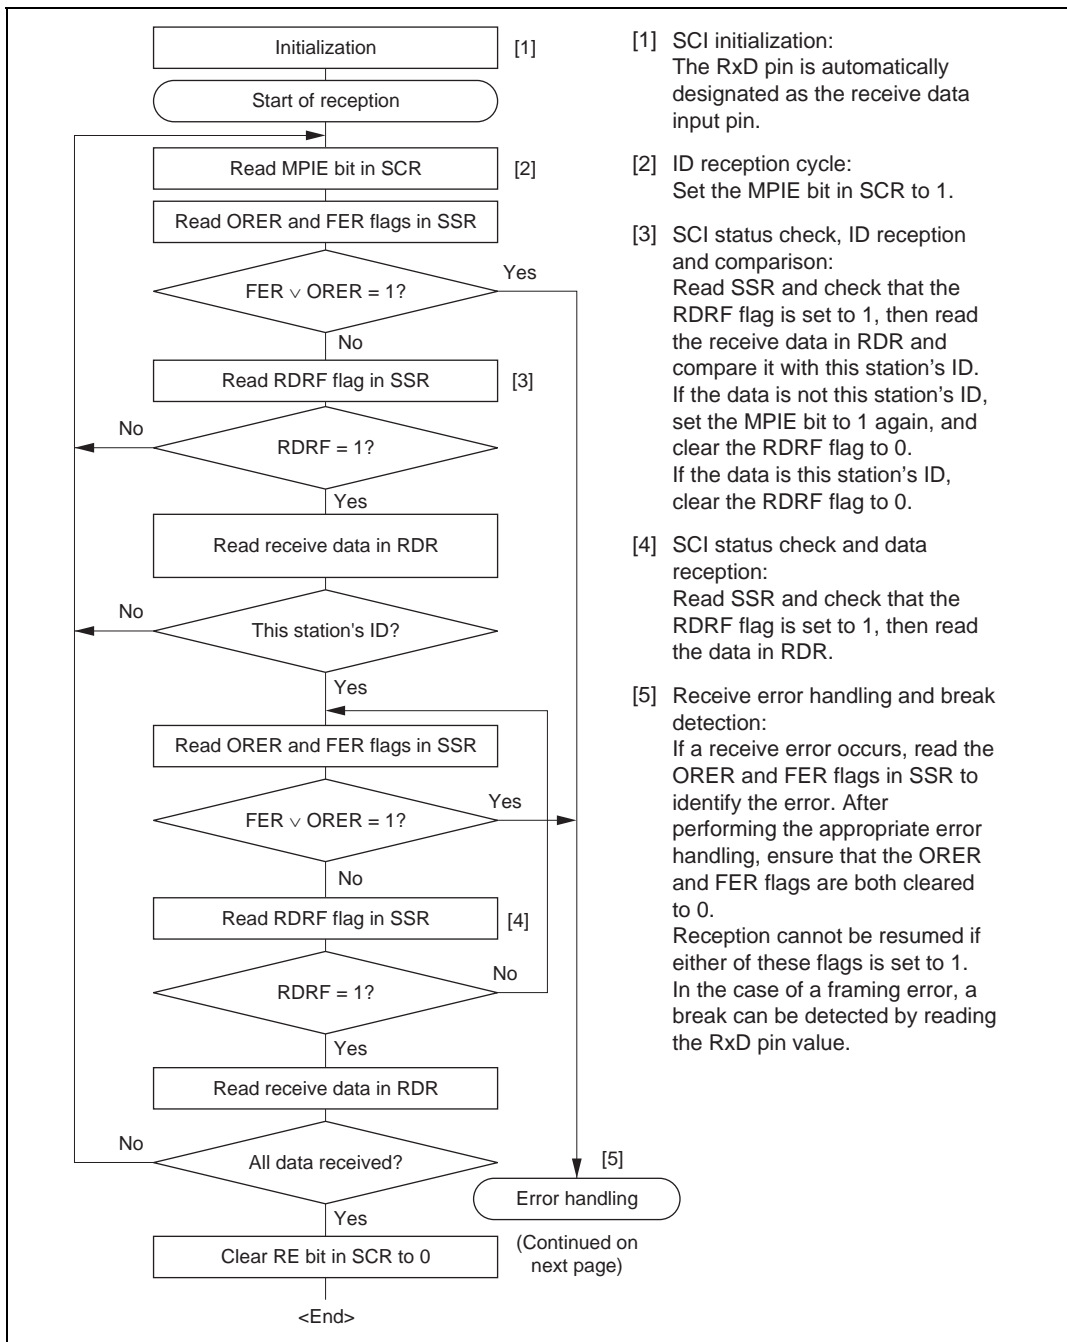 Initialization
[1]
Start of reception
Read MPIE bit in SCR
[2]
Read ORER and FER flags in SSR
Yes
FER ∨ ORER = 1?
No
Read RDRF flag in SSR
[3]
No
RDRF = 1?
Yes
Read receive data in RDR
No
This station's ID?
Yes
Read ORER and FER flags in SSR
Yes
FER ∨ ORER = 1?
No
Read RDRF flag in SSR
[4]
No
RDRF = 1?
Yes
Read receive data in RDR
No
All data received?
[5]
Error handling
Yes
(Continued on
next page)
Clear RE bit in SCR to 0
<End>
[1] SCI initialization:
The RxD pin is automatically
designated as the receive data
input pin.
[2] ID reception cycle:
Set the MPIE bit in SCR to 1.
[3] SCI status check, ID reception
and comparison:
Read SSR and check that the
RDRF flag is set to 1, then read
the receive data in RDR and
compare it with this station's ID.
If the data is not this station's ID,
set the MPIE bit to 1 again, and
clear the RDRF flag to 0.
If the data is this station's ID,
clear the RDRF flag to 0.
[4] SCI status check and data
reception:
Read SSR and check that the
RDRF flag is set to 1, then read
the data in RDR.
[5] Receive error handling and break
detection:
If a receive error occurs, read the
ORER and FER flags in SSR to
identify the error. After
performing the appropriate error
handling, ensure that the ORER
and FER flags are both cleared
to 0.
Reception cannot be resumed if
either of these flags is set to 1.
In the case of a framing error, a
break can be detected by reading
the RxD pin value.